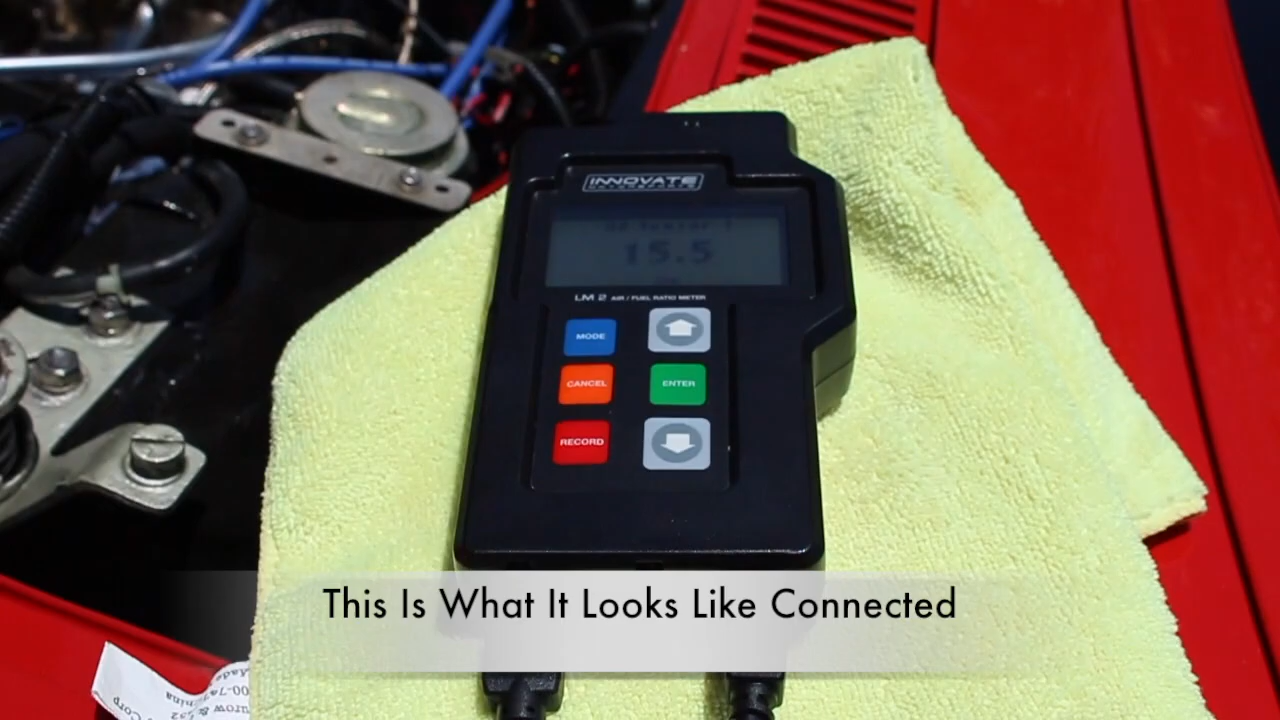 INNOVATE
15.5
LM 2 AIR / FUEL RATIO METER
MODE
CANCEL
ENTER
RECORD
This Is What It Looks Like Connected
Corp